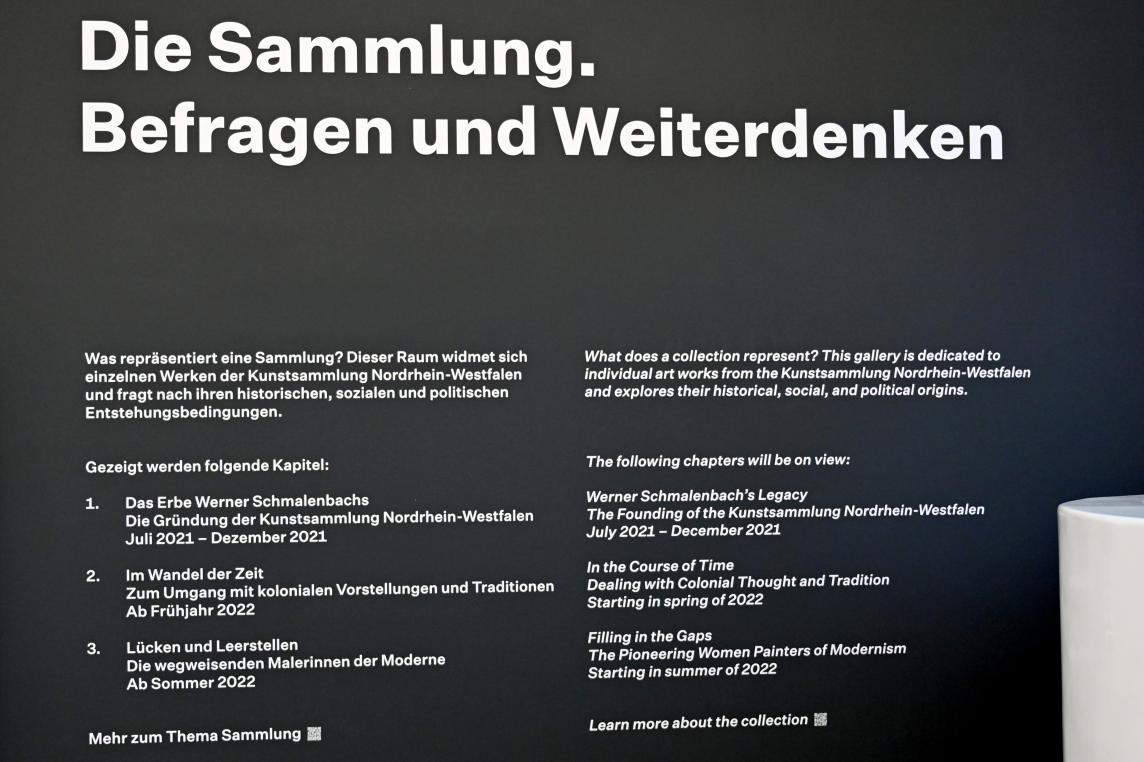 Die Sammlung.
Befragen und Weiterdenken
Was repräsentiert eine Sammlung? Dieser Raum widmet sich
einzelnen Werken der Kunstsammlung Nordrhein-Westfalen
und fragt nach ihren historischen, sozialen und politischen
Entstehungsbedingungen.
Gezeigt werden folgende Kapitel:
1. Das Erbe Werner Schmalenbachs
Die Gründung der Kunstsammlung Nordrhein-Westfalen
Juli 2021 – Dezember 2021
2. Im Wandel der Zeit
Zum Umgang mit kolonialen Vorstellungen und Traditionen
Ab Frühjahr 2022
3. Lücken und Leerstellen
Die wegweisenden Malerinnen der Moderne
Ab Sommer 2022
Mehr zum Thema Sammlung
What does a collection represent? This gallery is dedicated to
individual art works from the Kunstsammlung Nordrhein-Westfalen
and explores their historical, social, and political origins.
The following chapters will be on view:
Werner Schmalenbach's Legacy
The Founding of the Kunstsammlung Nordrhein-Westfalen
July 2021 – December 2021
In the Course of Time
Dealing with Colonial Thought and Tradition
Starting in spring of 2022
Filling in the Gaps
The Pioneering Women Painters of Modernism
Starting in summer of 2022
Learn more about the collection